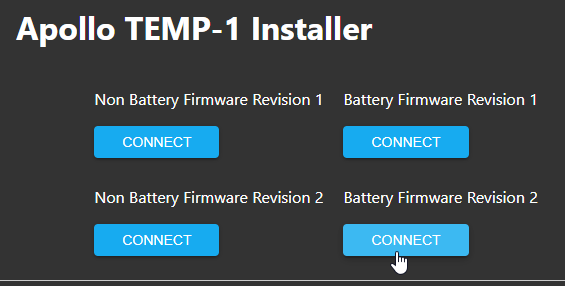 Apollo TEMP-1 Installer
Non Battery Firmware Revision 1
Battery Firmware Revision 1
CONNECT
CONNECT
Non Battery Firmware Revision 2
Battery Firmware Revision 2
CONNECT
CONNECT